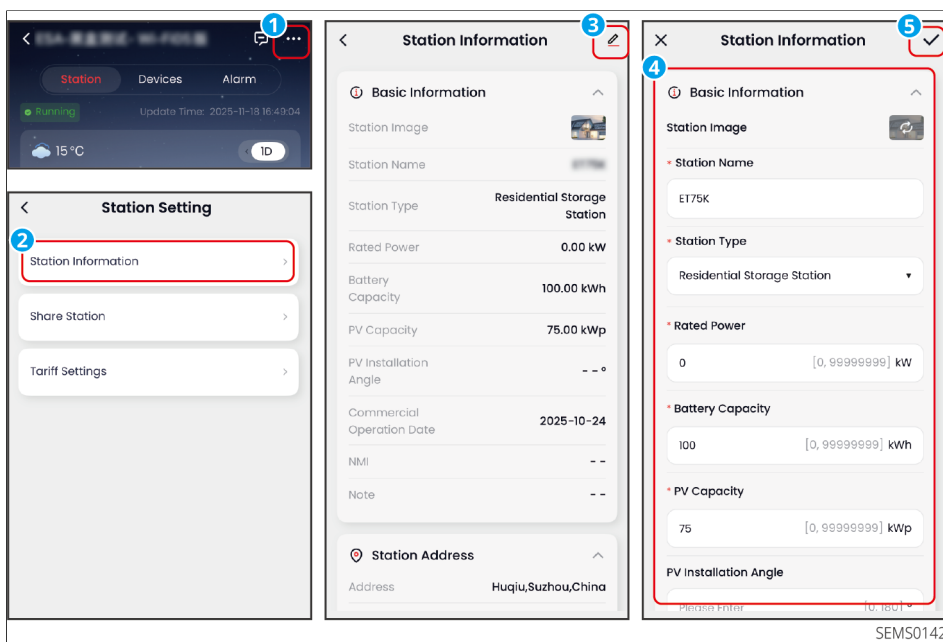 1
Station Devices Alarm
Running Update Time: 2025-11-18 16:49:04
15°C 1D
Station Setting
2
Station Information
Share Station
Tariff Settings
3
Station Information
Basic Information
Station Image
Station Name
Station Type Residential Storage
Station
Rated Power 0.00 kW
Battery
Capacity 100.00 kWh
PV Capacity 75.00 kWp
PV Installation
Angle - - °
Commercial
Operation Date 2025-10-24
NMI - -
Note - -
Station Address
Address Huqiu,Suzhou,China
5
Station Information
4
Basic Information
Station Image
* Station Name
ET75K
* Station Type
Residential Storage Station
* Rated Power
0 [0, 99999999] kW
* Battery Capacity
100 [0, 99999999] kWh
* PV Capacity
75 [0, 99999999] kWp
PV Installation Angle
Please Enter [0, 180] °
SEMS0142